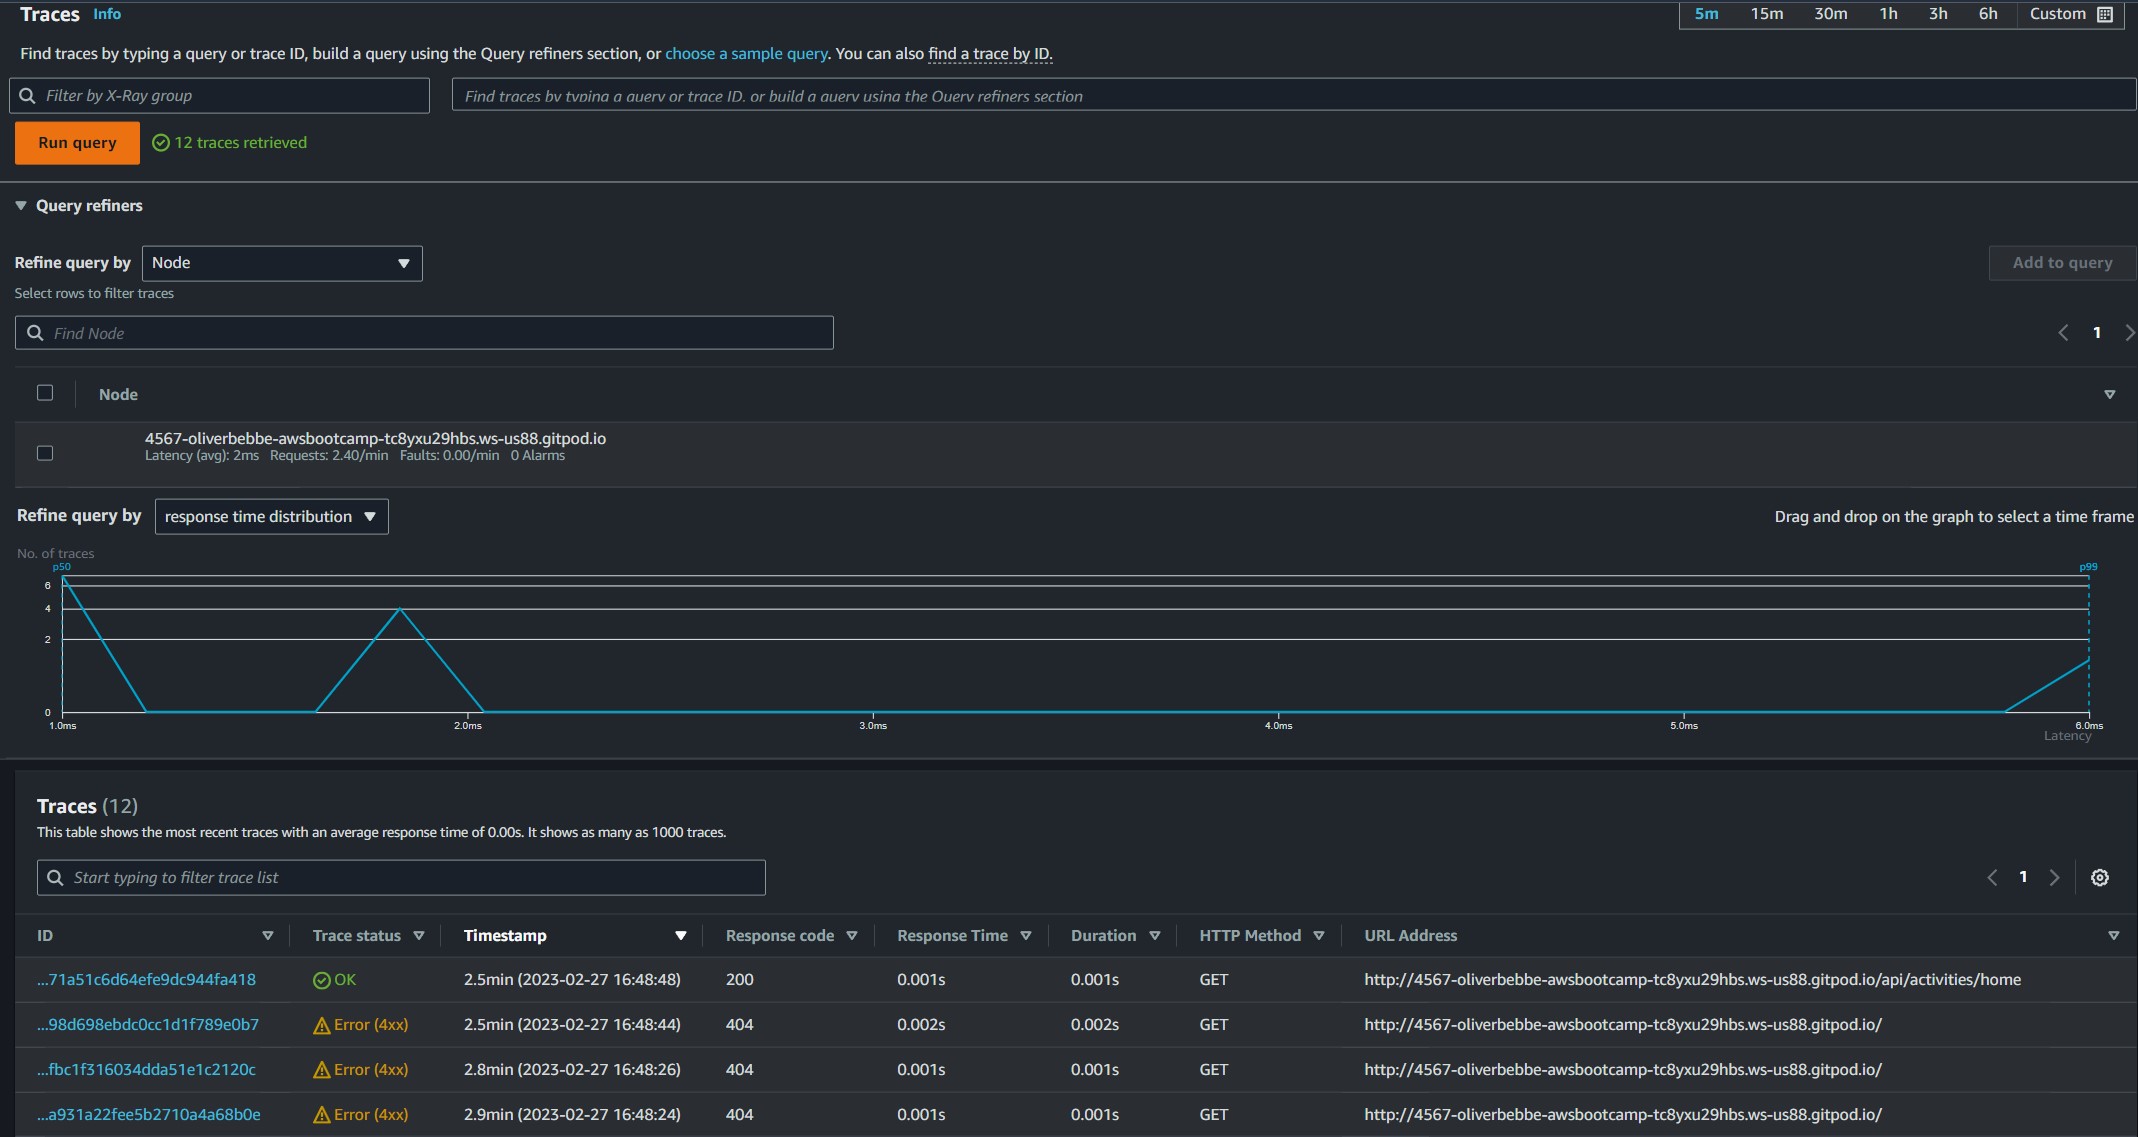 Traces Info 5m 15m 30m 1h 3h 6h Custom
Find traces by typing a query or trace ID, build a query using the Query refiners section, or choose a sample query. You can also find a trace by ID.
Filter by X-Ray group Find traces by typing a query or trace ID, or build a query using the Query refiners section
Run query 12 traces retrieved
Query refiners
Refine query by Node Add to query
Select rows to filter traces
Find Node 1
Node
4567-oliverbebbe-awsbootcamp-tc8yxu29hbs.ws-us88.gitpod.io
Latency (avg): 2ms Requests: 2.40/min Faults: 0.00/min 0 Alarms
Refine query by response time distribution Drag and drop on the graph to select a time frame
No. of traces
p50 p99
6
4
2
0
1.0ms 2.0ms 3.0ms 4.0ms 5.0ms 6.0ms
Latency
Traces (12)
This table shows the most recent traces with an average response time of 0.00s. It shows as many as 1000 traces.
Start typing to filter trace list 1
ID Trace status Timestamp Response code Response Time Duration HTTP Method URL Address
...71a51c6d64efe9dc944fa418 OK 2.5min (2023-02-27 16:48:48) 200 0.001s 0.001s GET http://4567-oliverbebbe-awsbootcamp-tc8yxu29hbs.ws-us88.gitpod.io/api/activities/home
...98d698ebdc0cc1d1f789e0b7 Error (4xx) 2.5min (2023-02-27 16:48:44) 404 0.002s 0.002s GET http://4567-oliverbebbe-awsbootcamp-tc8yxu29hbs.ws-us88.gitpod.io/
...fbc1f316034dda51e1c2120c Error (4xx) 2.8min (2023-02-27 16:48:26) 404 0.001s 0.001s GET http://4567-oliverbebbe-awsbootcamp-tc8yxu29hbs.ws-us88.gitpod.io/
...a931a22fee5b2710a4a68b0e Error (4xx) 2.9min (2023-02-27 16:48:24) 404 0.001s 0.001s GET http://4567-oliverbebbe-awsbootcamp-tc8yxu29hbs.ws-us88.gitpod.io/